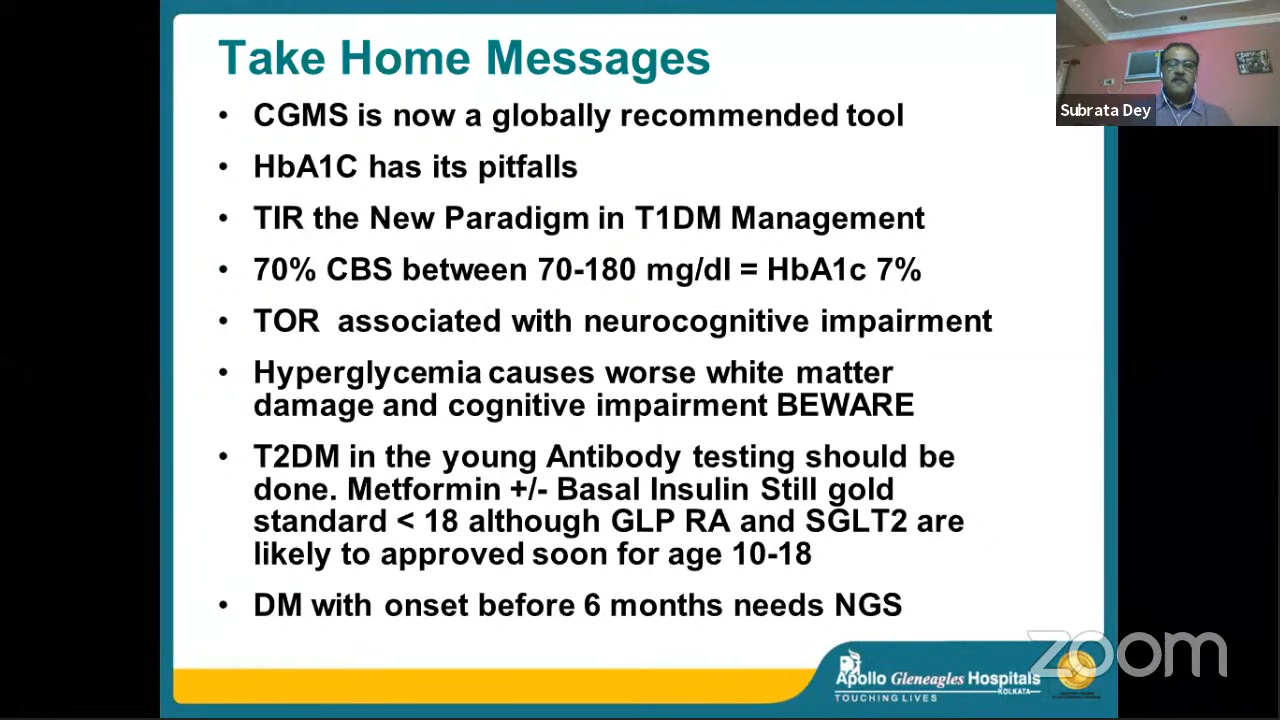 Take Home Messages
• CGMS is now a globally recommended tool
• HbA1C has its pitfalls
• TIR the New Paradigm in T1DM Management
• 70% CBS between 70-180 mg/dl = HbA1c 7%
• TOR associated with neurocognitive impairment
• Hyperglycemia causes worse white matter
damage and cognitive impairment BEWARE
• T2DM in the young Antibody testing should be
done. Metformin +/- Basal Insulin Still gold
standard < 18 although GLP RA and SGLT2 are
likely to approved soon for age 10-18
• DM with onset before 6 months needs NGS
Subrata Dey
zoom
Apollo Gleneagles Hospitals
KOLKATA
TOUCHING LIVES